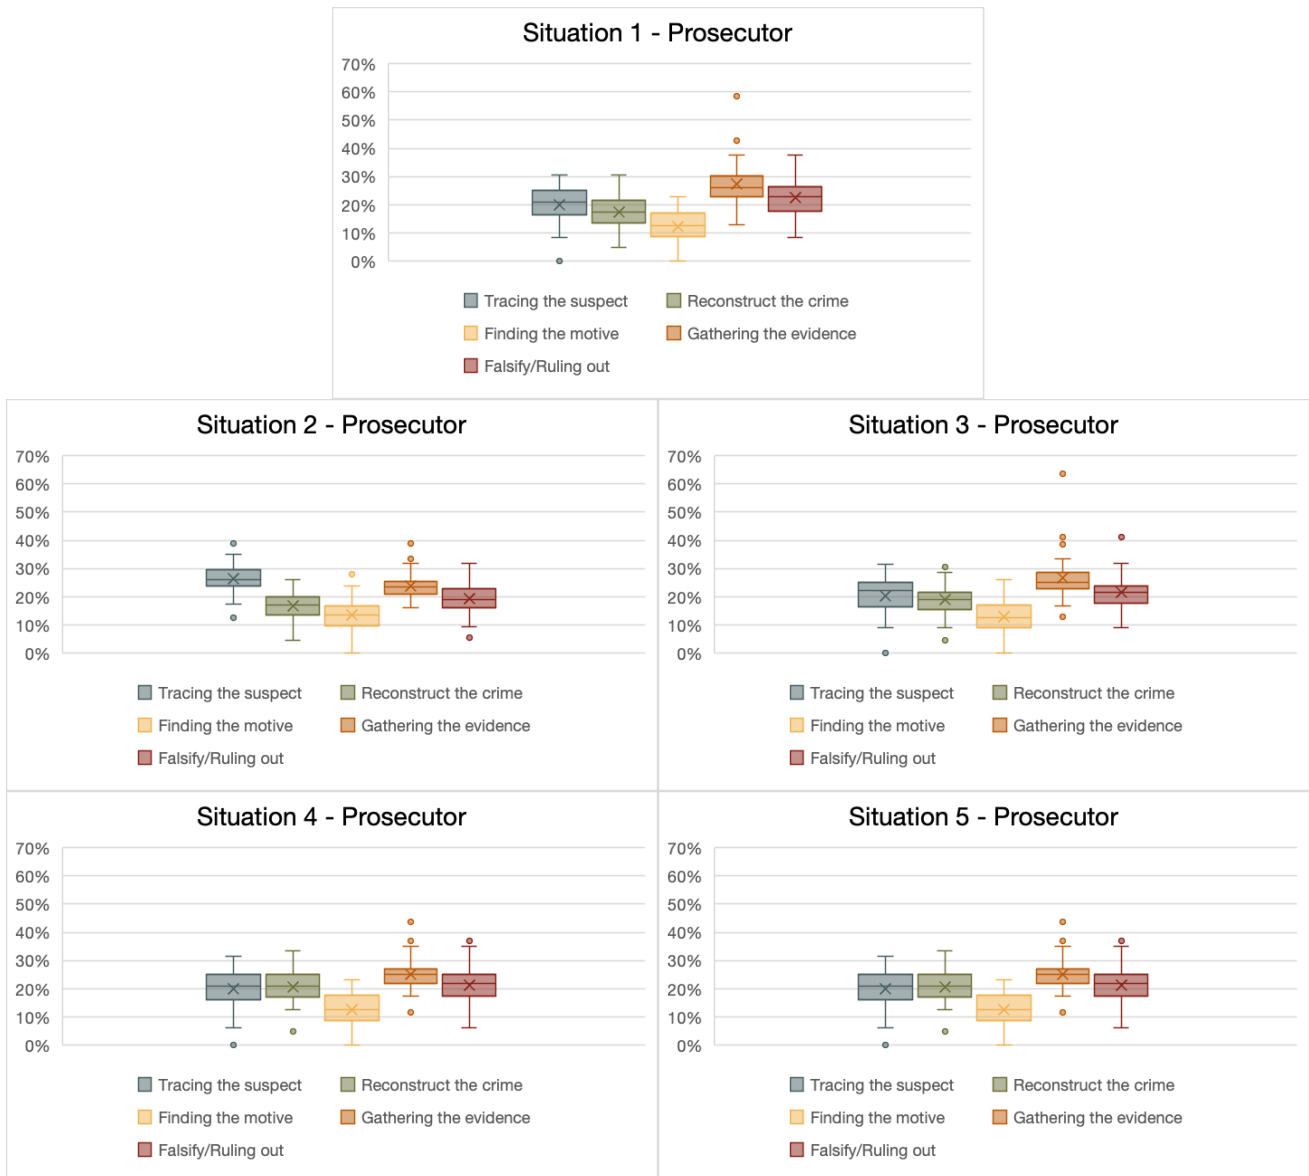 Situation 1 - Prosecutor
70%
60%
50%
40%
30%
20%
10%
0%
Tracing the suspect Reconstruct the crime
Finding the motive Gathering the evidence
Falsify/Ruling out
Situation 2 - Prosecutor
70%
60%
50%
40%
30%
20%
10%
0%
Tracing the suspect Reconstruct the crime
Finding the motive Gathering the evidence
Falsify/Ruling out
Situation 3 - Prosecutor
70%
60%
50%
40%
30%
20%
10%
0%
Tracing the suspect Reconstruct the crime
Finding the motive Gathering the evidence
Falsify/Ruling out
Situation 4 - Prosecutor
70%
60%
50%
40%
30%
20%
10%
0%
Tracing the suspect Reconstruct the crime
Finding the motive Gathering the evidence
Falsify/Ruling out
Situation 5 - Prosecutor
70%
60%
50%
40%
30%
20%
10%
0%
Tracing the suspect Reconstruct the crime
Finding the motive Gathering the evidence
Falsify/Ruling out